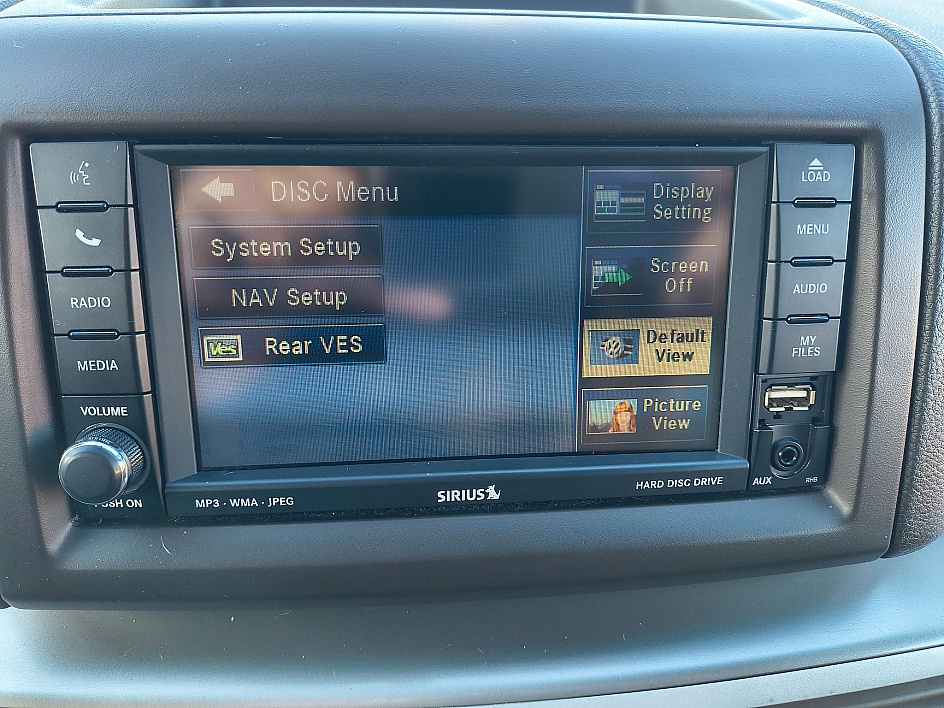 DISC Menu
System Setup
NAV Setup
Ves
Rear VES
Display
Setting
Screen
Off
Default
View
Picture
View
RADIO
MEDIA
VOLUME
PUSH ON
LOAD
MENU
AUDIO
MY
FILES
AUX
RHB
MP3 · WMA · JPEG
SIRIUS
HARD DISC DRIVE